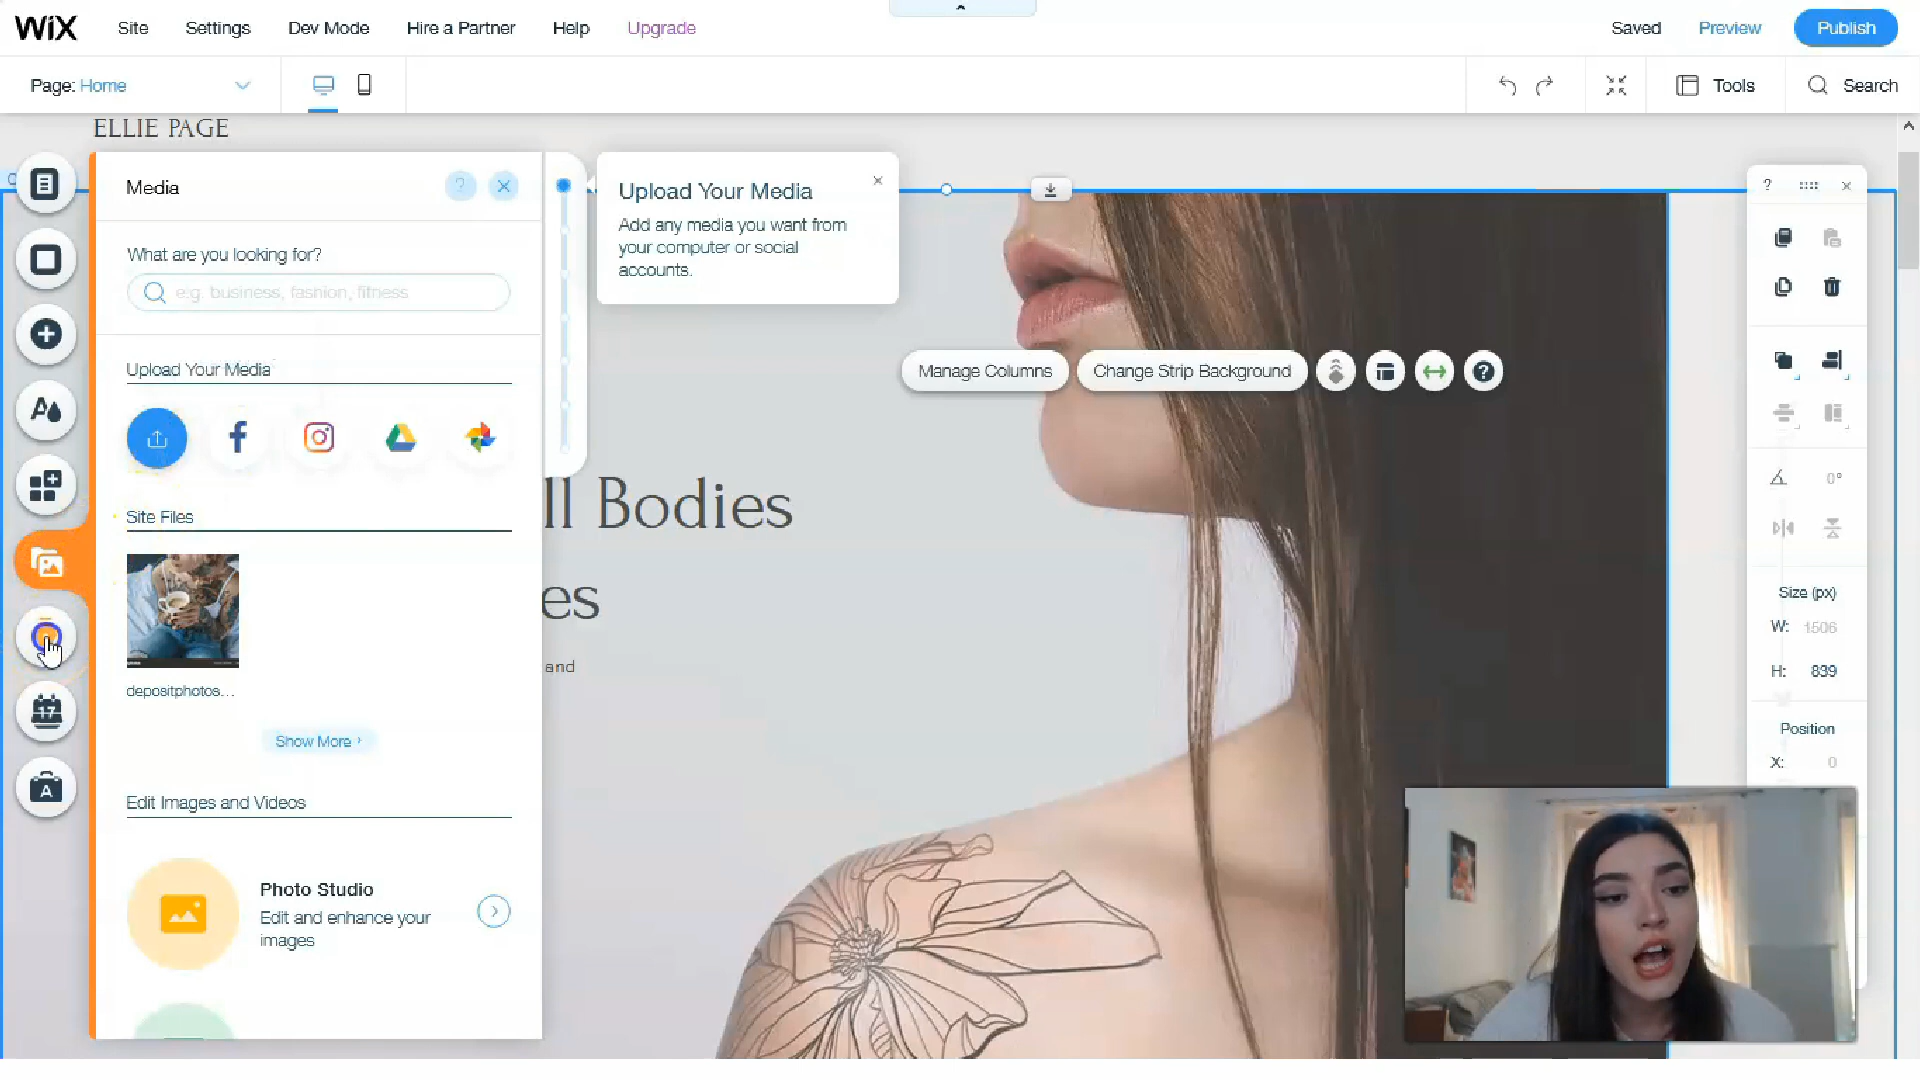 WiX Site Settings Dev Mode Hire a Partner Help Upgrade Saved Preview Publish
Page: Home Tools Search
ELLIE PAGE
Media ?
What are you looking for?
e.g. business, fashion, fitness
Upload Your Media
Site Files
depositphotos...
Show More
Edit Images and Videos
Photo Studio
Edit and enhance your
images
Upload Your Media
Add any media you want from
your computer or social
accounts.
Manage Columns Change Strip Background ?
ll Bodies
es
and
17
A
?
0°
Size (px)
W: 1506
H: 839
Position
X: 0